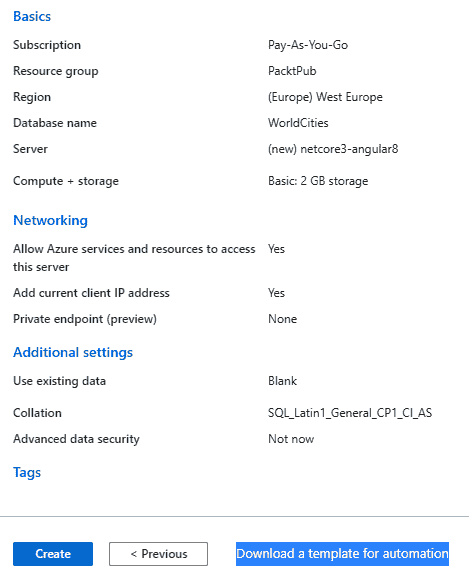 Basics
Subscription Pay-As-You-Go
Resource group PacktPub
Region (Europe) West Europe
Database name WorldCities
Server (new) netcore3-angular8
Compute + storage Basic: 2 GB storage
Networking
Allow Azure services and resources to access Yes
this server
Add current client IP address Yes
Private endpoint (preview) None
Additional settings
Use existing data Blank
Collation SQL_Latin1_General_CP1_CI_AS
Advanced data security Not now
Tags
Create < Previous Download a template for automation